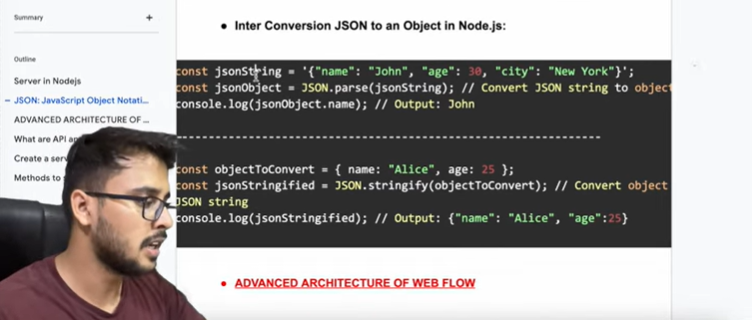 Summary
+
Outline
Server in Nodejs
JSON: JavaScript Object Notati...
ADVANCED ARCHITECTURE OF ...
What are API
Create a serv
Methods to
• Inter Conversion JSON to an Object in Node.js:
const jsonString = '{"name": "John", "age": 30, "city": "New York"}';
const jsonObject = JSON.parse(jsonString); // Convert JSON string to object
console.log(jsonObject.name); // Output: John
------------------------------------------------------------
const objectToConvert = { name: "Alice", age: 25 };
const jsonStringified = JSON.stringify(objectToConvert); // Convert object
JSON string
console.log(jsonStringified); // Output: {"name": "Alice", "age":25}
• ADVANCED ARCHITECTURE OF WEB FLOW